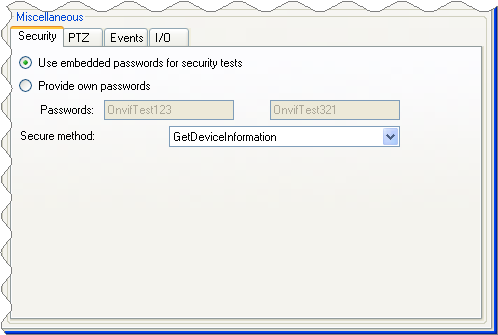 Miscellaneous
Security PTZ Events I/O
Use embedded passwords for security tests
Provide own passwords
Passwords: OnvifTest123 OnvifTest321
Secure method: GetDeviceInformation